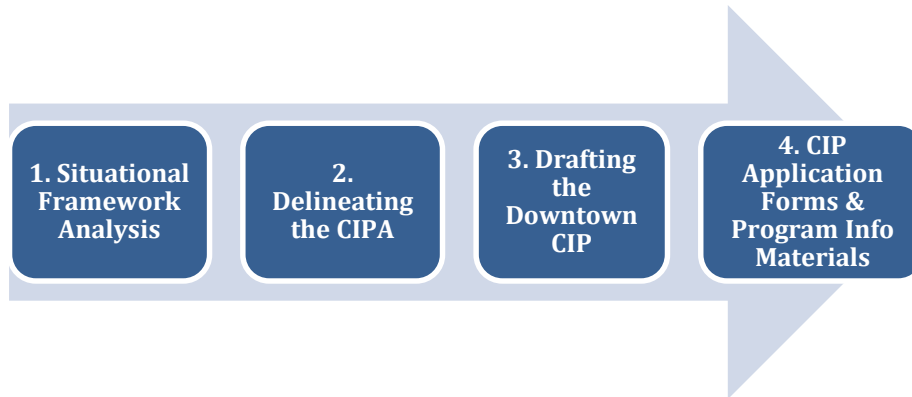 1. Situational
Framework
Analysis
2.
Delineating
the CIPA
3. Drafting
the
Downtown
CIP
4. CIP
Application
Forms &
Program Info
Materials